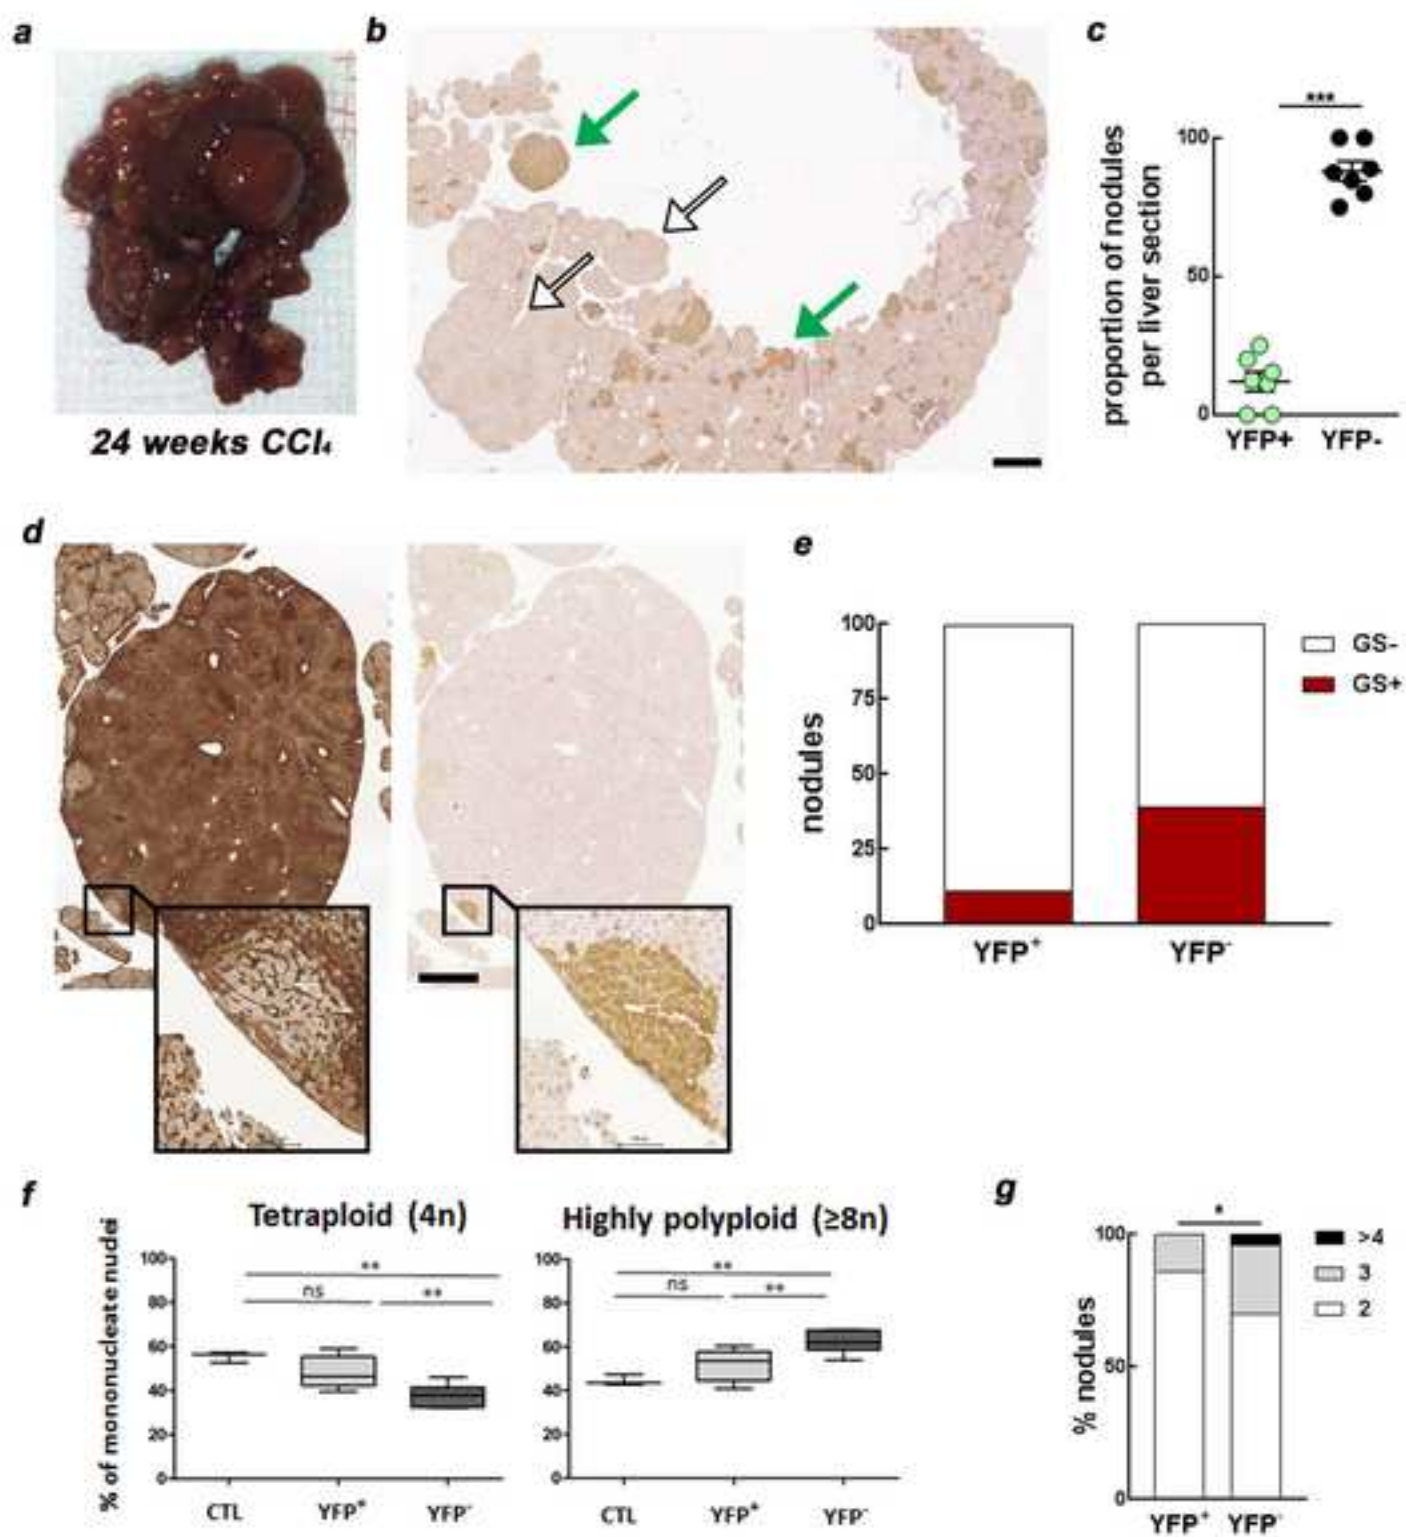 a
b
c
24 weeks CCl₄
proportion of nodules
per liver section
***
100
50
0
YFP+ YFP-
d
e
nodules
100
75
50
25
0
YFP⁺ YFP⁻
GS-
GS+
f
% of mononucleate nuclei
Tetraploid (4n)
100
80
60
40
20
0
**
ns **
CTL YFP⁺ YFP⁻
Highly polyploid (≥8n)
100
80
60
40
20
0
**
ns **
CTL YFP⁺ YFP⁻
g
% nodules
100
50
0
*
>4
3
2
YFP⁺ YFP⁻